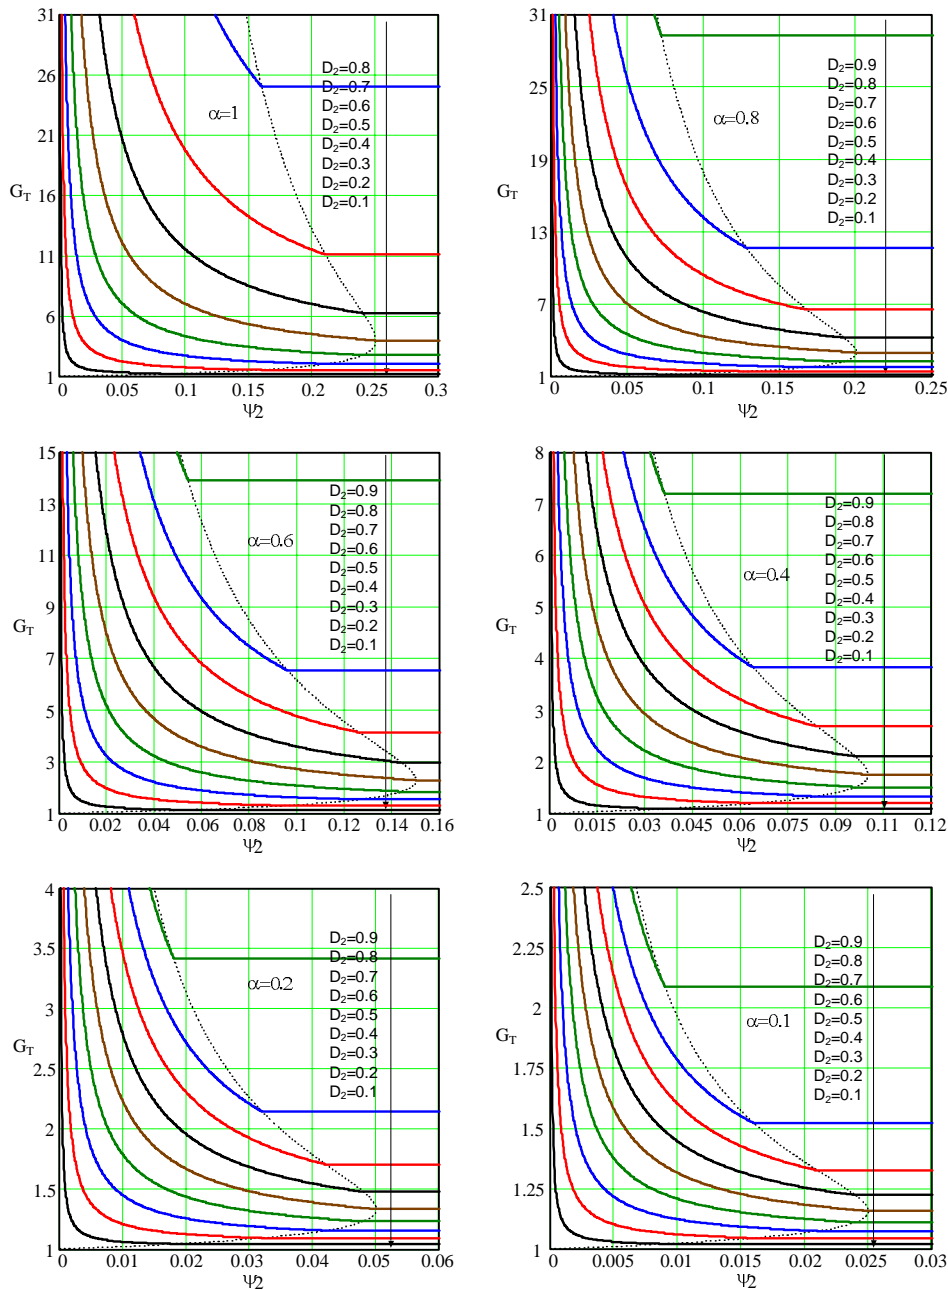 31
26
21
16
11
6
1
G_T
α=1
D₂=0.8
D₂=0.7
D₂=0.6
D₂=0.5
D₂=0.4
D₂=0.3
D₂=0.2
D₂=0.1
0 0.05 0.1 0.15 0.2 0.25 0.3
Ψ2
31
25
19
13
7
1
G_T
α=0.8
D₂=0.9
D₂=0.8
D₂=0.7
D₂=0.6
D₂=0.5
D₂=0.4
D₂=0.3
D₂=0.2
D₂=0.1
0 0.05 0.1 0.15 0.2 0.25
Ψ2
15
13
11
9
7
5
3
1
G_T
α=0.6
D₂=0.9
D₂=0.8
D₂=0.7
D₂=0.6
D₂=0.5
D₂=0.4
D₂=0.3
D₂=0.2
D₂=0.1
0 0.02 0.04 0.06 0.08 0.1 0.12 0.14 0.16
Ψ2
8
7
6
5
4
3
2
1
G_T
α=0.4
D₂=0.9
D₂=0.8
D₂=0.7
D₂=0.6
D₂=0.5
D₂=0.4
D₂=0.3
D₂=0.2
D₂=0.1
0 0.015 0.03 0.045 0.06 0.075 0.09 0.11 0.12
Ψ2
4
3.5
3
2.5
2
1.5
1
G_T
α=0.2
D₂=0.9
D₂=0.8
D₂=0.7
D₂=0.6
D₂=0.5
D₂=0.4
D₂=0.3
D₂=0.2
D₂=0.1
0 0.01 0.02 0.03 0.04 0.05 0.06
Ψ2
2.5
2.25
2
1.75
1.5
1.25
1
G_T
α=0.1
D₂=0.9
D₂=0.8
D₂=0.7
D₂=0.6
D₂=0.5
D₂=0.4
D₂=0.3
D₂=0.2
D₂=0.1
0 0.005 0.01 0.015 0.02 0.025 0.03
Ψ2